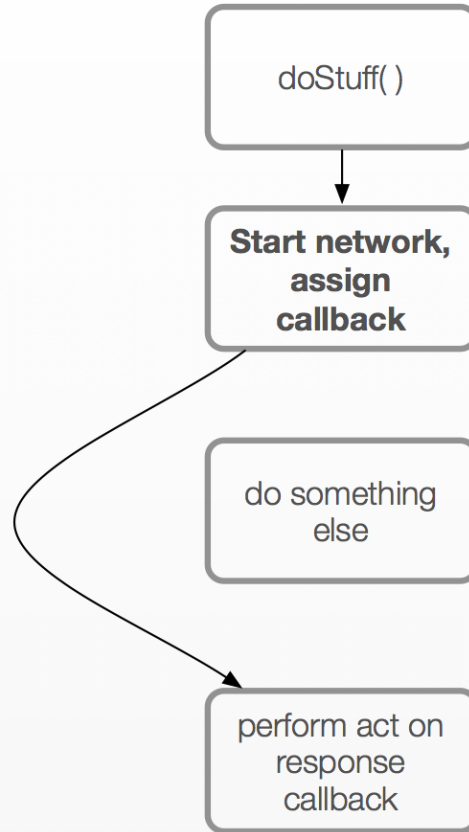 doStuff( )
Start network,
assign
callback
do something
else
perform act on
response
callback